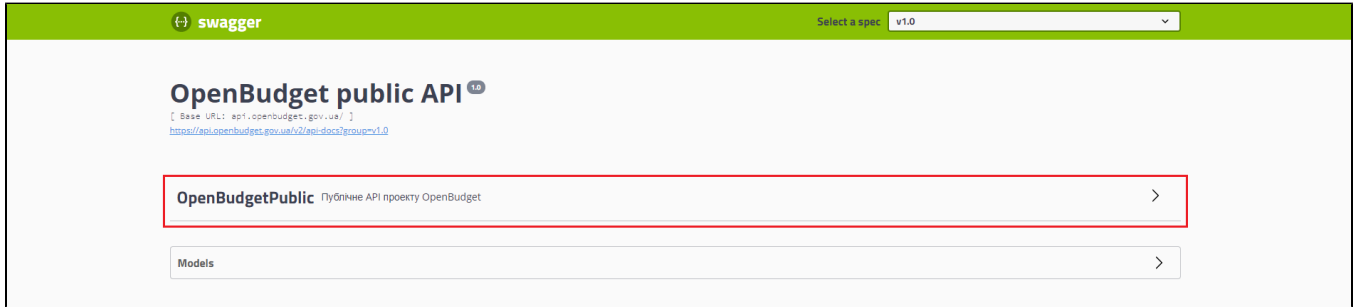 swagger
Select a spec v1.0
OpenBudget public API 1.0
[ Base URL: api.openbudget.gov.ua/ ]
https://api.openbudget.gov.ua/v2/api-docs?group=v1.0
OpenBudgetPublic Публічне API проекту OpenBudget
Models